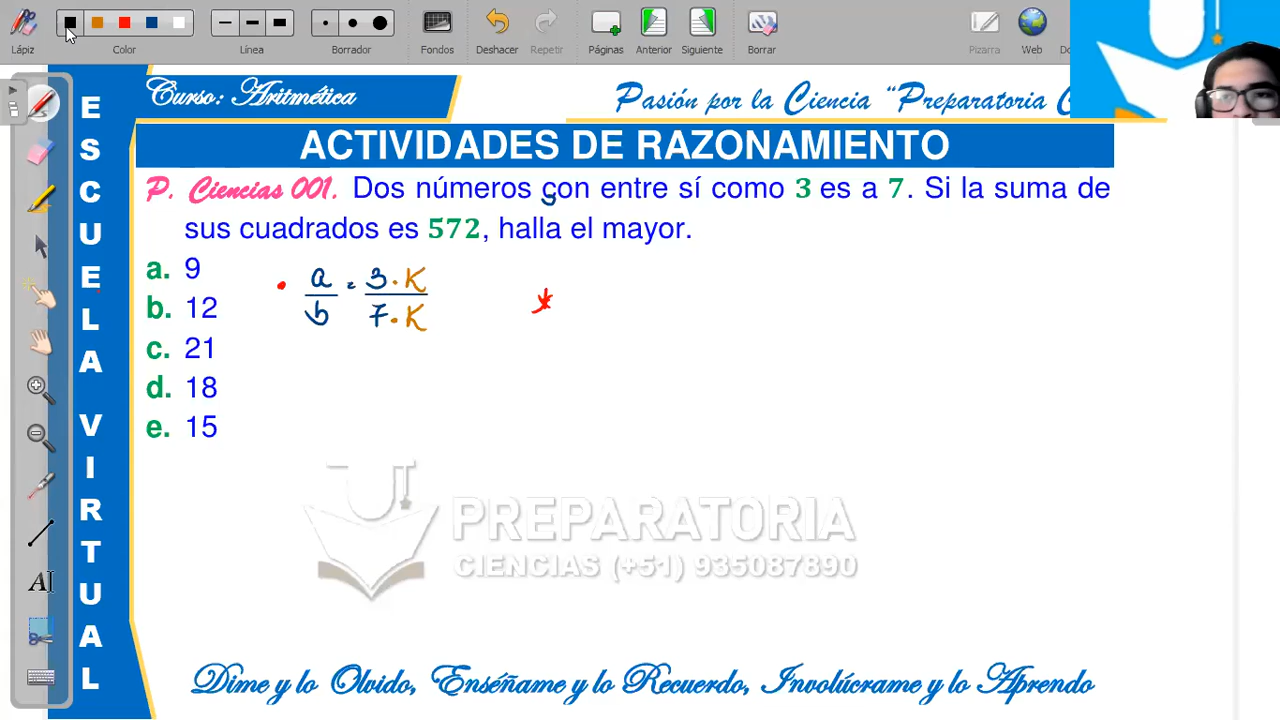 Lápiz
Color
Línea
Borrador
Fondos
Deshacer
Repetir
Páginas
Anterior
Siguiente
Borrar
Pizarra
Web
Curso: Aritmética
Pasión por la Ciencia “Preparatoria C
ESCUELA VIRTUAL
ACTIVIDADES DE RAZONAMIENTO
P. Ciencias 001. Dos números son entre sí como 3 es a 7. Si la suma de
sus cuadrados es 572, halla el mayor.
a. 9
b. 12
c. 21
d. 18
e. 15
a/b = 3·K/7·K
*
AI
PREPARATORIA
CIENCIAS (+51) 935087890
Dime y lo Olvido, Enséñame y lo Recuerdo, Involúcrame y lo Aprendo